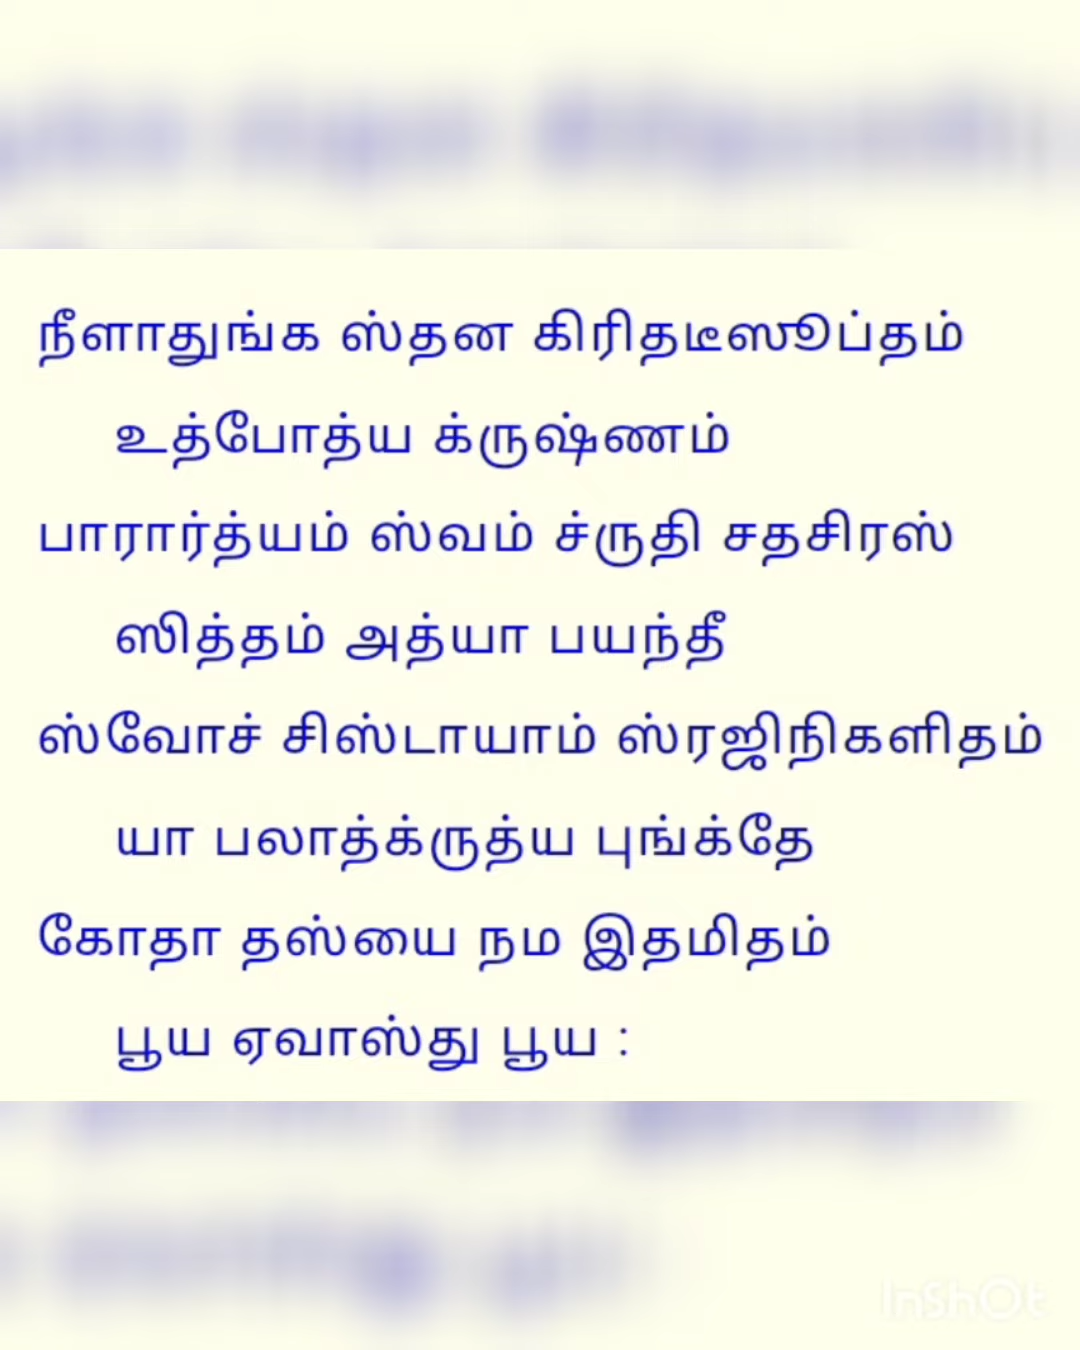 நீளாதுங்க ஸ்தன கிரிதடீஸூப்தம்
உத்போத்ய க்ருஷ்ணம்
பாரார்த்யம் ஸ்வம் ச்ருதி சதசிரஸ்
ஸித்தம் அத்யா பயந்தீ
ஸ்வோச் சிஸ்டாயாம் ஸ்ரஜிநிகளிதம்
யா பலாத்க்ருத்ய புங்க்தே
கோதா தஸ்யை நம இதமிதம்
பூய ஏவாஸ்து பூய :
InShOt